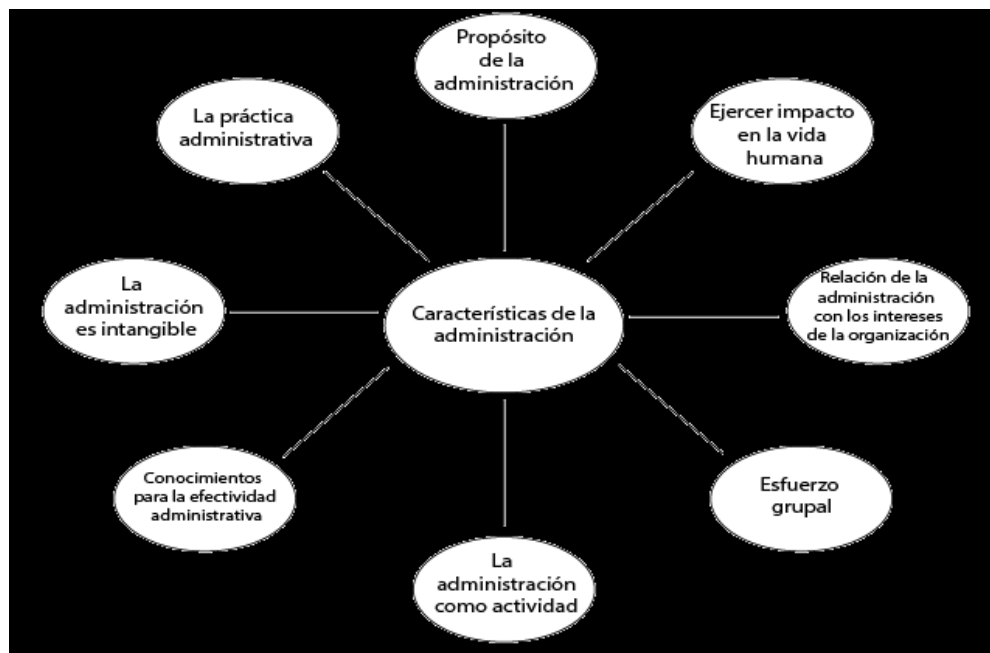 Propósito
de la
administración
La práctica
administrativa
Ejercer impacto
en la vida
humana
La
administración
es intangible
Características de la
administración
Relación de la
administración
con los intereses
de la organización
Conocimientos
para la efectividad
administrativa
Esfuerzo
grupal
La
administración
como actividad